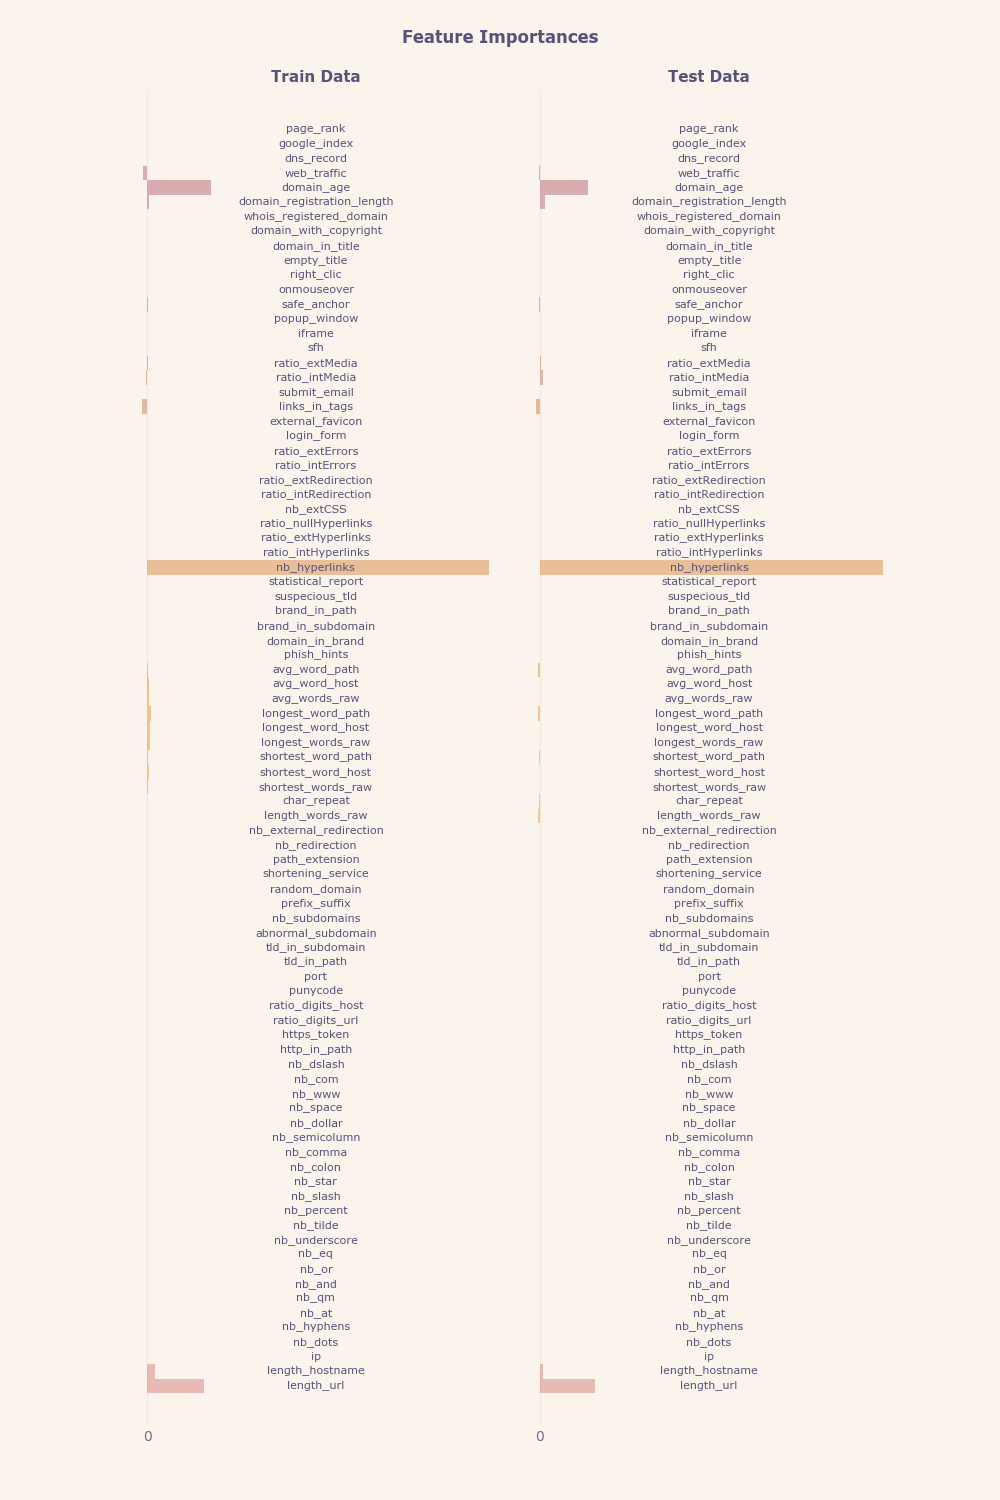 Feature Importances
Train Data
page_rank
google_index
dns_record
web_traffic
domain_age
domain_registration_length
whois_registered_domain
domain_with_copyright
domain_in_title
empty_title
right_clic
onmouseover
safe_anchor
popup_window
iframe
sfh
ratio_extMedia
ratio_intMedia
submit_email
links_in_tags
external_favicon
login_form
ratio_extErrors
ratio_intErrors
ratio_extRedirection
ratio_intRedirection
nb_extCSS
ratio_nullHyperlinks
ratio_extHyperlinks
ratio_intHyperlinks
nb_hyperlinks
statistical_report
suspecious_tld
brand_in_path
brand_in_subdomain
domain_in_brand
phish_hints
avg_word_path
avg_word_host
avg_words_raw
longest_word_path
longest_word_host
longest_words_raw
shortest_word_path
shortest_word_host
shortest_words_raw
char_repeat
length_words_raw
nb_external_redirection
nb_redirection
path_extension
shortening_service
random_domain
prefix_suffix
nb_subdomains
abnormal_subdomain
tld_in_subdomain
tld_in_path
port
punycode
ratio_digits_host
ratio_digits_url
https_token
http_in_path
nb_dslash
nb_com
nb_www
nb_space
nb_dollar
nb_semicolumn
nb_comma
nb_colon
nb_star
nb_slash
nb_percent
nb_tilde
nb_underscore
nb_eq
nb_or
nb_and
nb_qm
nb_at
nb_hyphens
nb_dots
ip
length_hostname
length_url
0
Test Data
page_rank
google_index
dns_record
web_traffic
domain_age
domain_registration_length
whois_registered_domain
domain_with_copyright
domain_in_title
empty_title
right_clic
onmouseover
safe_anchor
popup_window
iframe
sfh
ratio_extMedia
ratio_intMedia
submit_email
links_in_tags
external_favicon
login_form
ratio_extErrors
ratio_intErrors
ratio_extRedirection
ratio_intRedirection
nb_extCSS
ratio_nullHyperlinks
ratio_extHyperlinks
ratio_intHyperlinks
nb_hyperlinks
statistical_report
suspecious_tld
brand_in_path
brand_in_subdomain
domain_in_brand
phish_hints
avg_word_path
avg_word_host
avg_words_raw
longest_word_path
longest_word_host
longest_words_raw
shortest_word_path
shortest_word_host
shortest_words_raw
char_repeat
length_words_raw
nb_external_redirection
nb_redirection
path_extension
shortening_service
random_domain
prefix_suffix
nb_subdomains
abnormal_subdomain
tld_in_subdomain
tld_in_path
port
punycode
ratio_digits_host
ratio_digits_url
https_token
http_in_path
nb_dslash
nb_com
nb_www
nb_space
nb_dollar
nb_semicolumn
nb_comma
nb_colon
nb_star
nb_slash
nb_percent
nb_tilde
nb_underscore
nb_eq
nb_or
nb_and
nb_qm
nb_at
nb_hyphens
nb_dots
ip
length_hostname
length_url
0